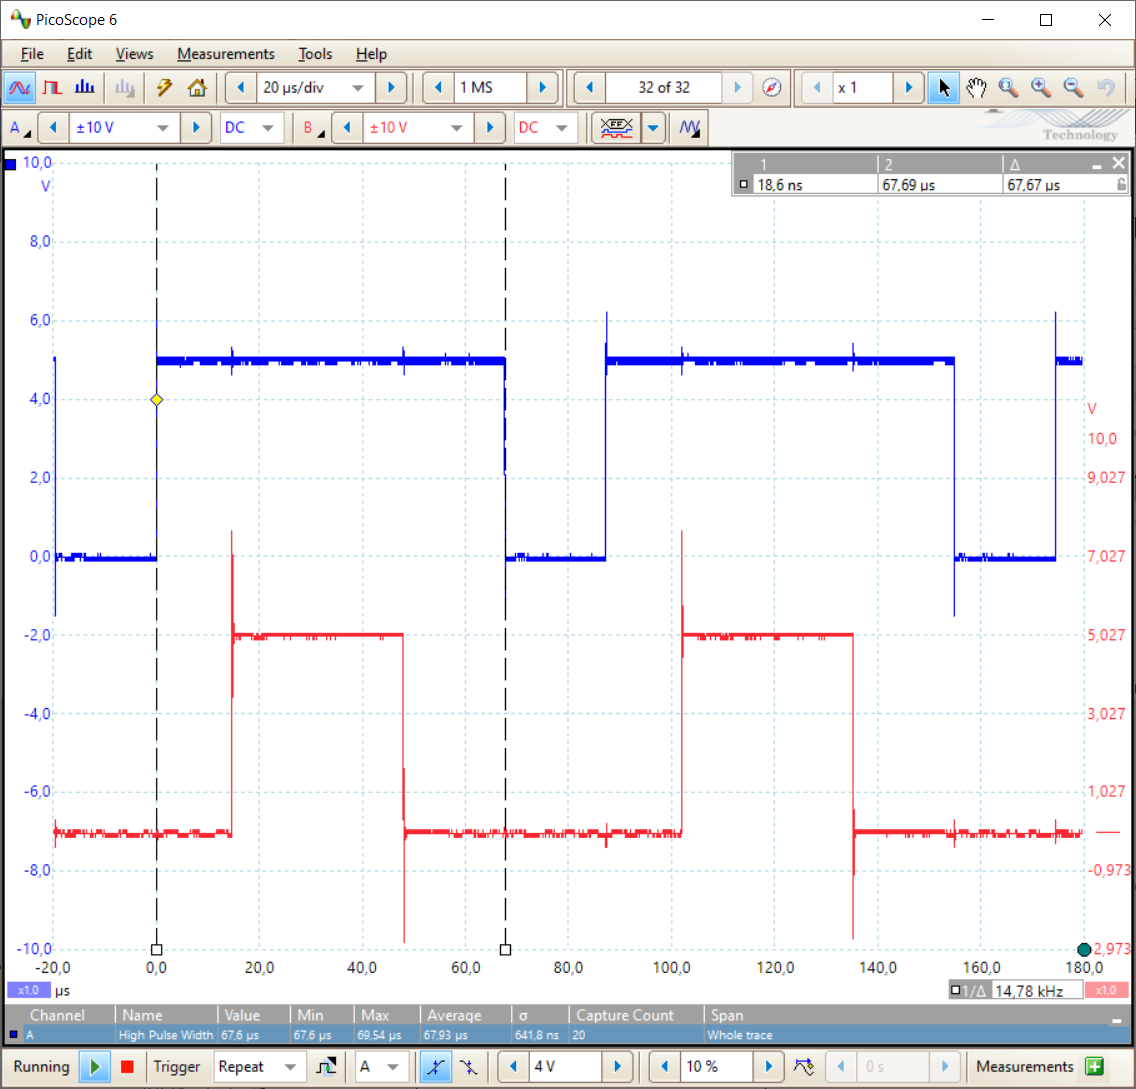 PicoScope 6
File Edit Views Measurements Tools Help
20 µs/div 1 MS 32 of 32 x 1
A ±10 V DC B ±10 V DC
Technology
10,0
V
8,0
6,0
4,0
2,0
0,0
-2,0
-4,0
-6,0
-8,0
-10,0
1 2 Δ
18,6 ns 67,69 µs 67,67 µs
V
10,0
9,027
7,027
5,027
3,027
1,027
-0,973
-2,973
-20,0 0,0 20,0 40,0 60,0 80,0 100,0 120,0 140,0 160,0 180,0
x1,0 µs 1/Δ 14,78 kHz x1,0
Channel Name Value Min Max Average σ Capture Count Span
A High Pulse Width 67,6 µs 67,6 µs 69,54 µs 67,93 µs 641,8 ns 20 Whole trace
Running Trigger Repeat A 4 V 10 % 0 s Measurements